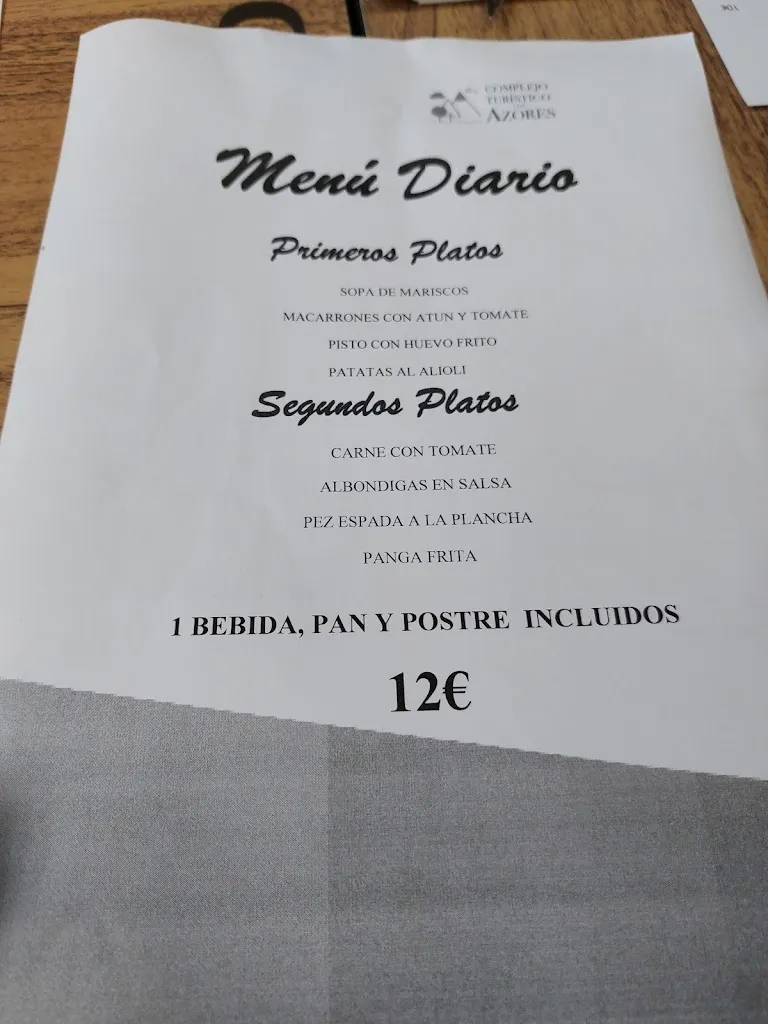 COMPLEJO
TURÍSTICO
AZORES
Menú Diario
Primeros Platos
SOPA DE MARISCOS
MACARRONES CON ATUN Y TOMATE
PISTO CON HUEVO FRITO
PATATAS AL ALIOLI
Segundos Platos
CARNE CON TOMATE
ALBONDIGAS EN SALSA
PEZ ESPADA A LA PLANCHA
PANGA FRITA
1 BEBIDA, PAN Y POSTRE INCLUIDOS
12€
10€